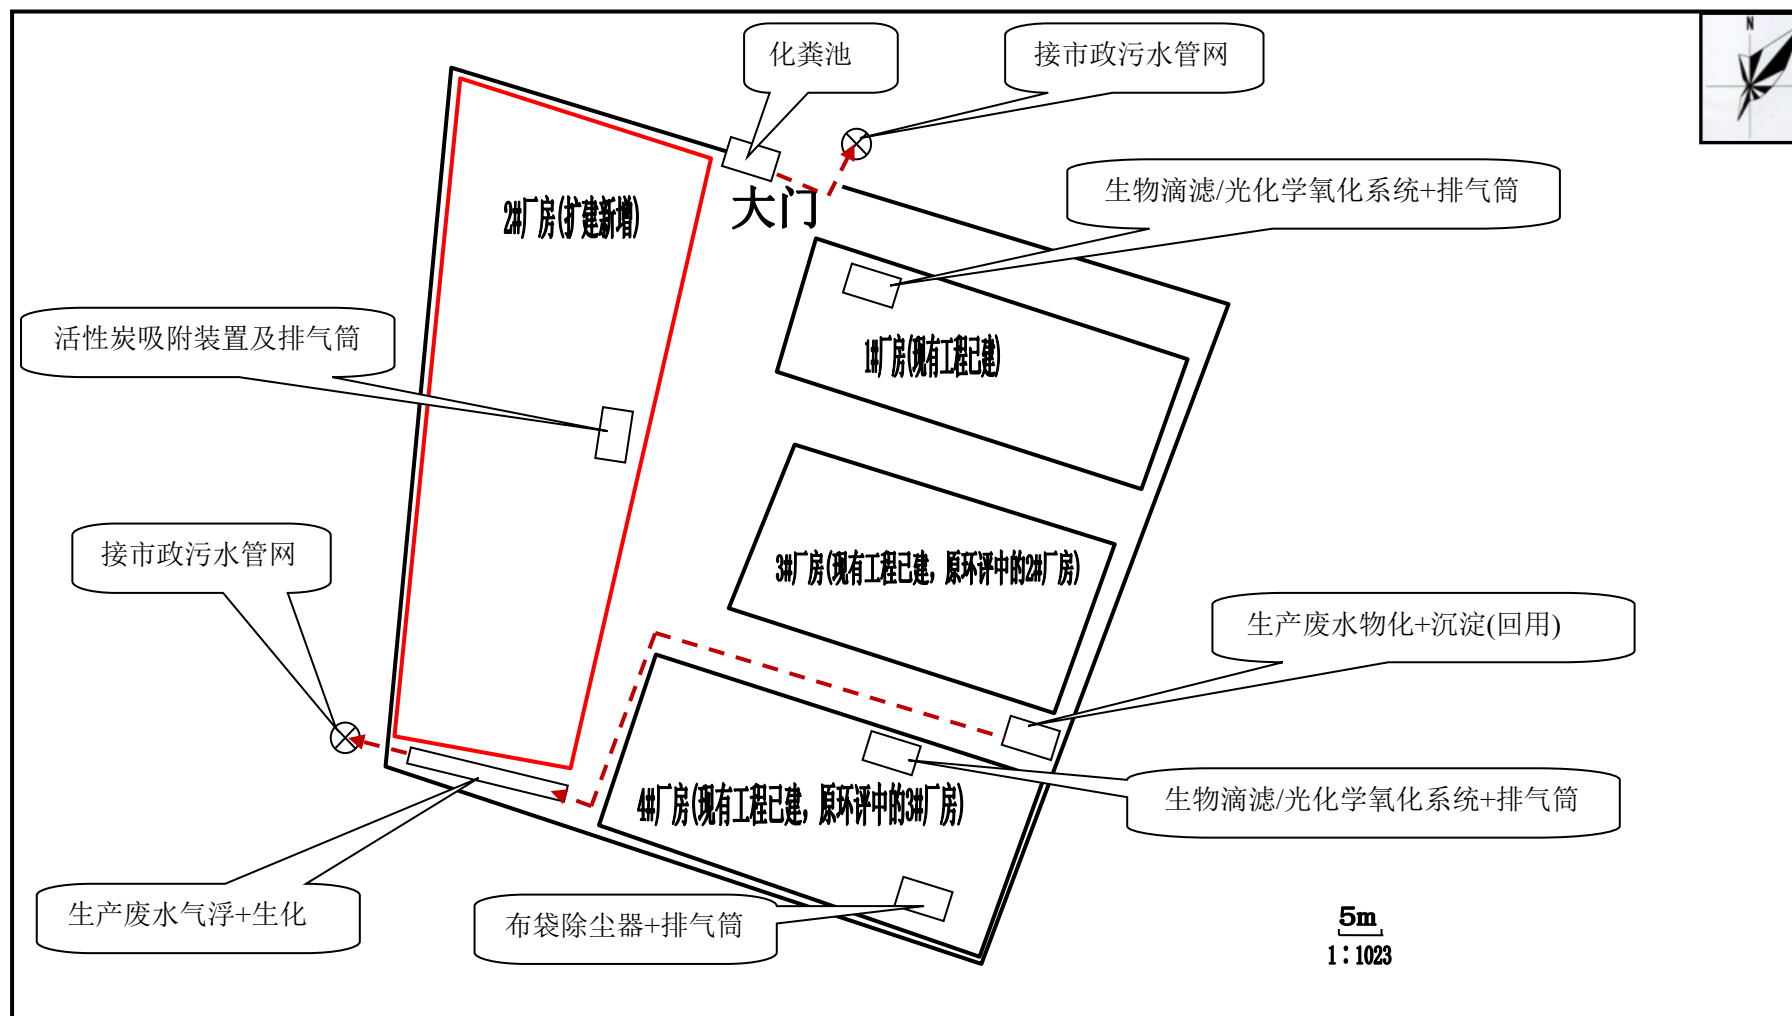 化粪池
接市政污水管网
N
生物滴滤/光化学氧化系统+排气筒
大门
2#厂房(扩建新增)
活性炭吸附装置及排气筒
1#厂房(现有工程已建)
接市政污水管网
3#厂房(现有工程已建，原环评中的2#厂房)
生产废水物化+沉淀(回用)
生物滴滤/光化学氧化系统+排气筒
4#厂房(现有工程已建，原环评中的3#厂房)
生产废水气浮+生化
布袋除尘器+排气筒
5m
1：1023